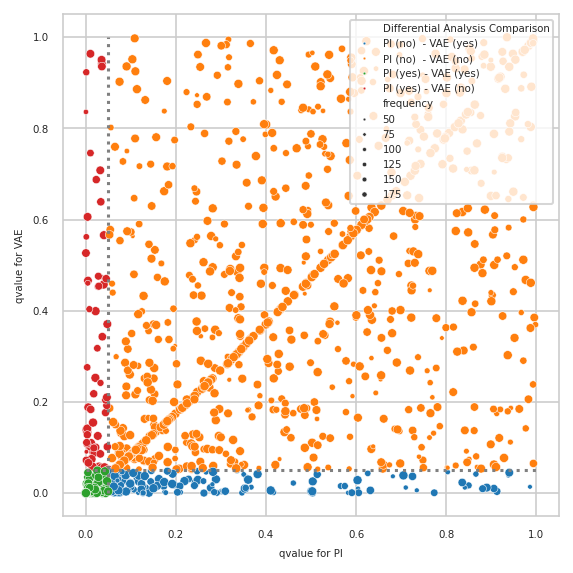 Differential Analysis Comparison
PI (no) - VAE (yes)
PI (no) - VAE (no)
PI (yes) - VAE (yes)
PI (yes) - VAE (no)
frequency
50
75
100
125
150
175
1.0
0.8
0.6
0.4
0.2
0.0
qvalue for VAE
0.0 0.2 0.4 0.6 0.8 1.0
qvalue for PI